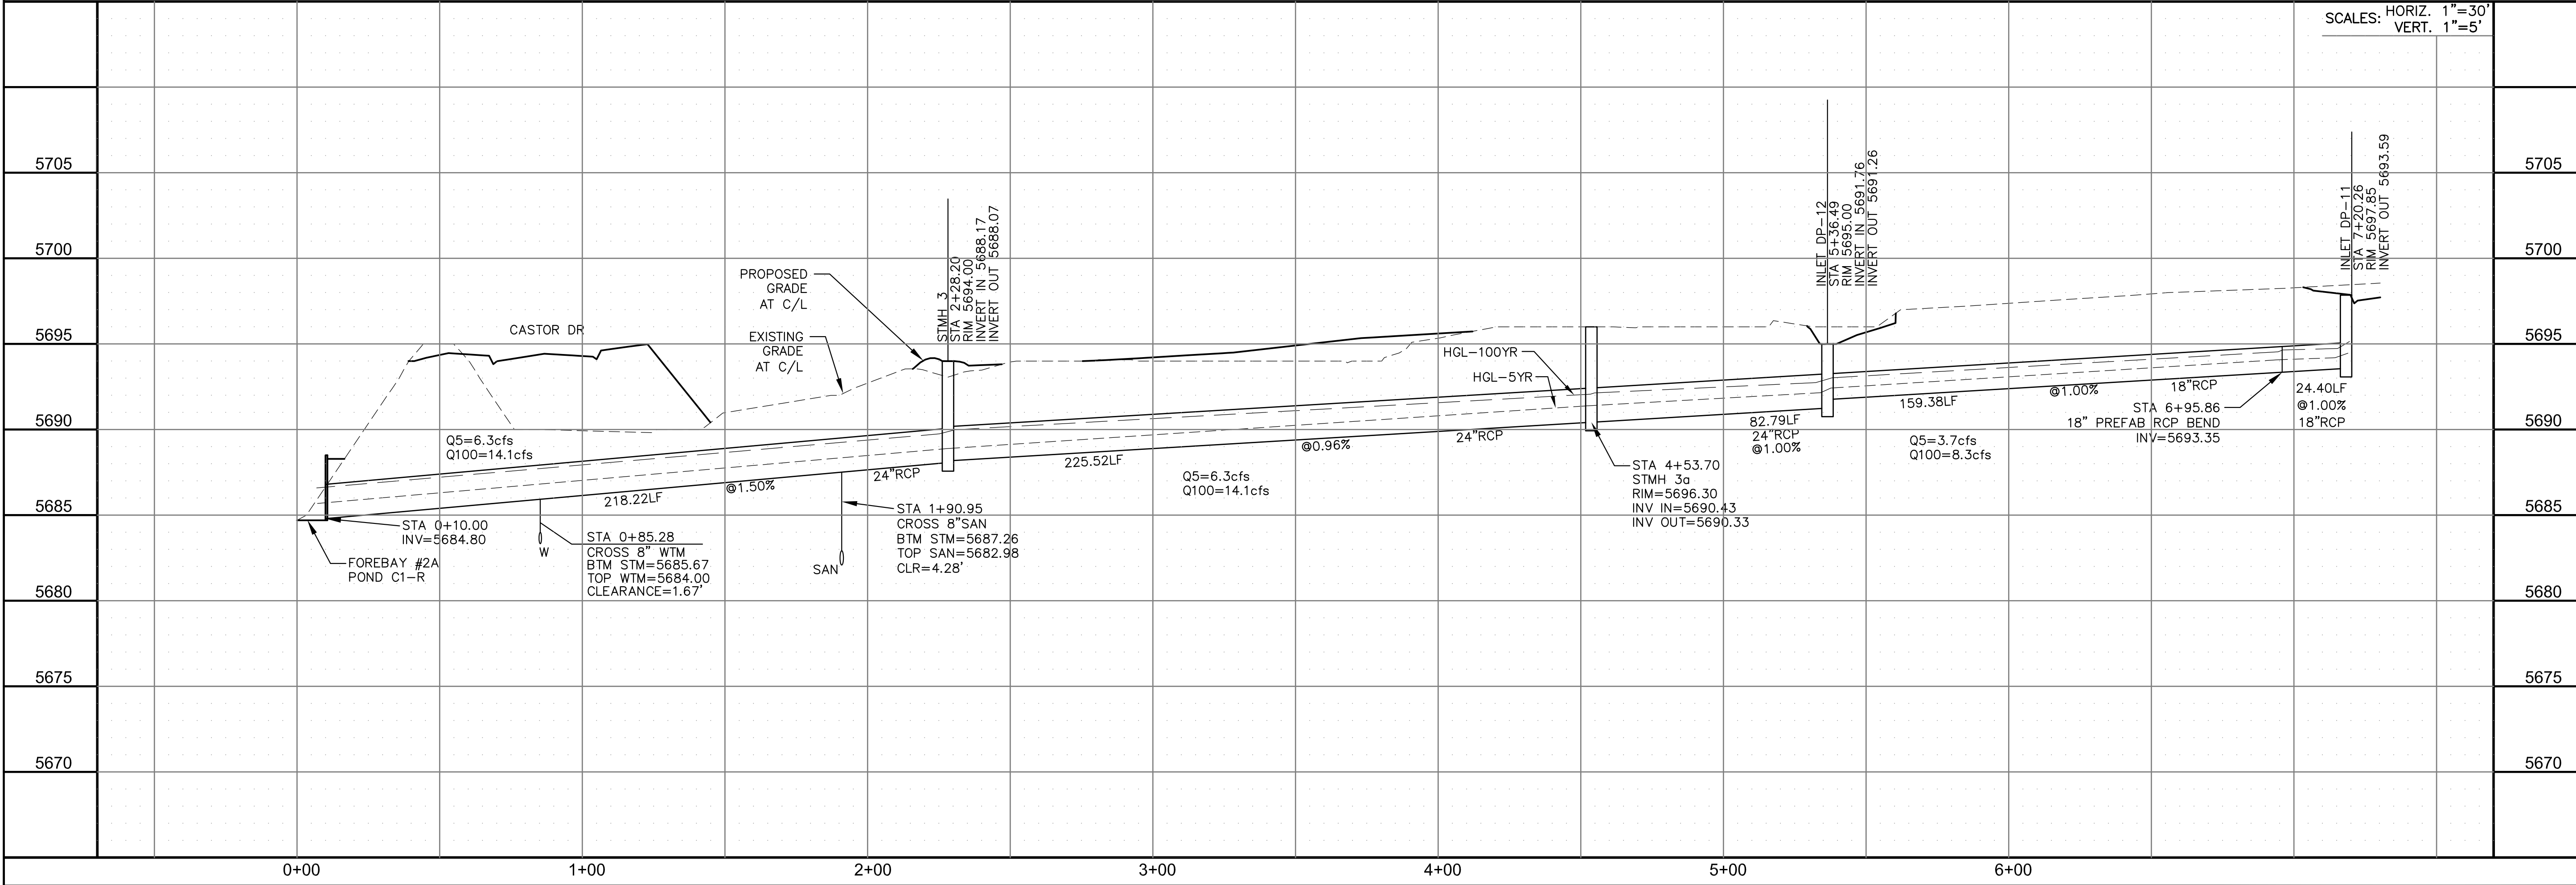 SCALES: HORIZ. 1"=30'
VERT. 1"=5'
5705
5700
5695
5690
5685
5680
5675
5670
5705
5700
5695
5690
5685
5680
5675
5670
CASTOR DR
PROPOSED
GRADE
AT C/L
EXISTING
GRADE
AT C/L
STMH 3
STA 2+28.20
RIM 5694.00
INVERT IN 5688.17
INVERT OUT 5688.07
HGL-100YR
HGL-5YR
INLET DP-12
STA 5+36.49
RIM 5695.00
INVERT IN 5691.76
INVERT OUT 5691.26
INLET DP-11
STA 7+20.26
RIM 5697.85
INVERT OUT 5693.59
Q5=6.3cfs
Q100=14.1cfs
218.22LF
@1.50%
24"RCP
225.52LF
@0.96%
24"RCP
Q5=6.3cfs
Q100=14.1cfs
82.79LF
24"RCP
@1.00%
159.38LF
@1.00%
18"RCP
Q5=3.7cfs
Q100=8.3cfs
STA 6+95.86
18" PREFAB RCP BEND
INV=5693.35
24.40LF
@1.00%
18"RCP
STA 0+10.00
INV=5684.80
FOREBAY #2A
POND C1-R
W
STA 0+85.28
CROSS 8" WTM
BTM STM=5685.67
TOP WTM=5684.00
CLEARANCE=1.67'
SAN
STA 1+90.95
CROSS 8"SAN
BTM STM=5687.26
TOP SAN=5682.98
CLR=4.28'
STA 4+53.70
STMH 3a
RIM=5696.30
INV IN=5690.43
INV OUT=5690.33
0+00
1+00
2+00
3+00
4+00
5+00
6+00